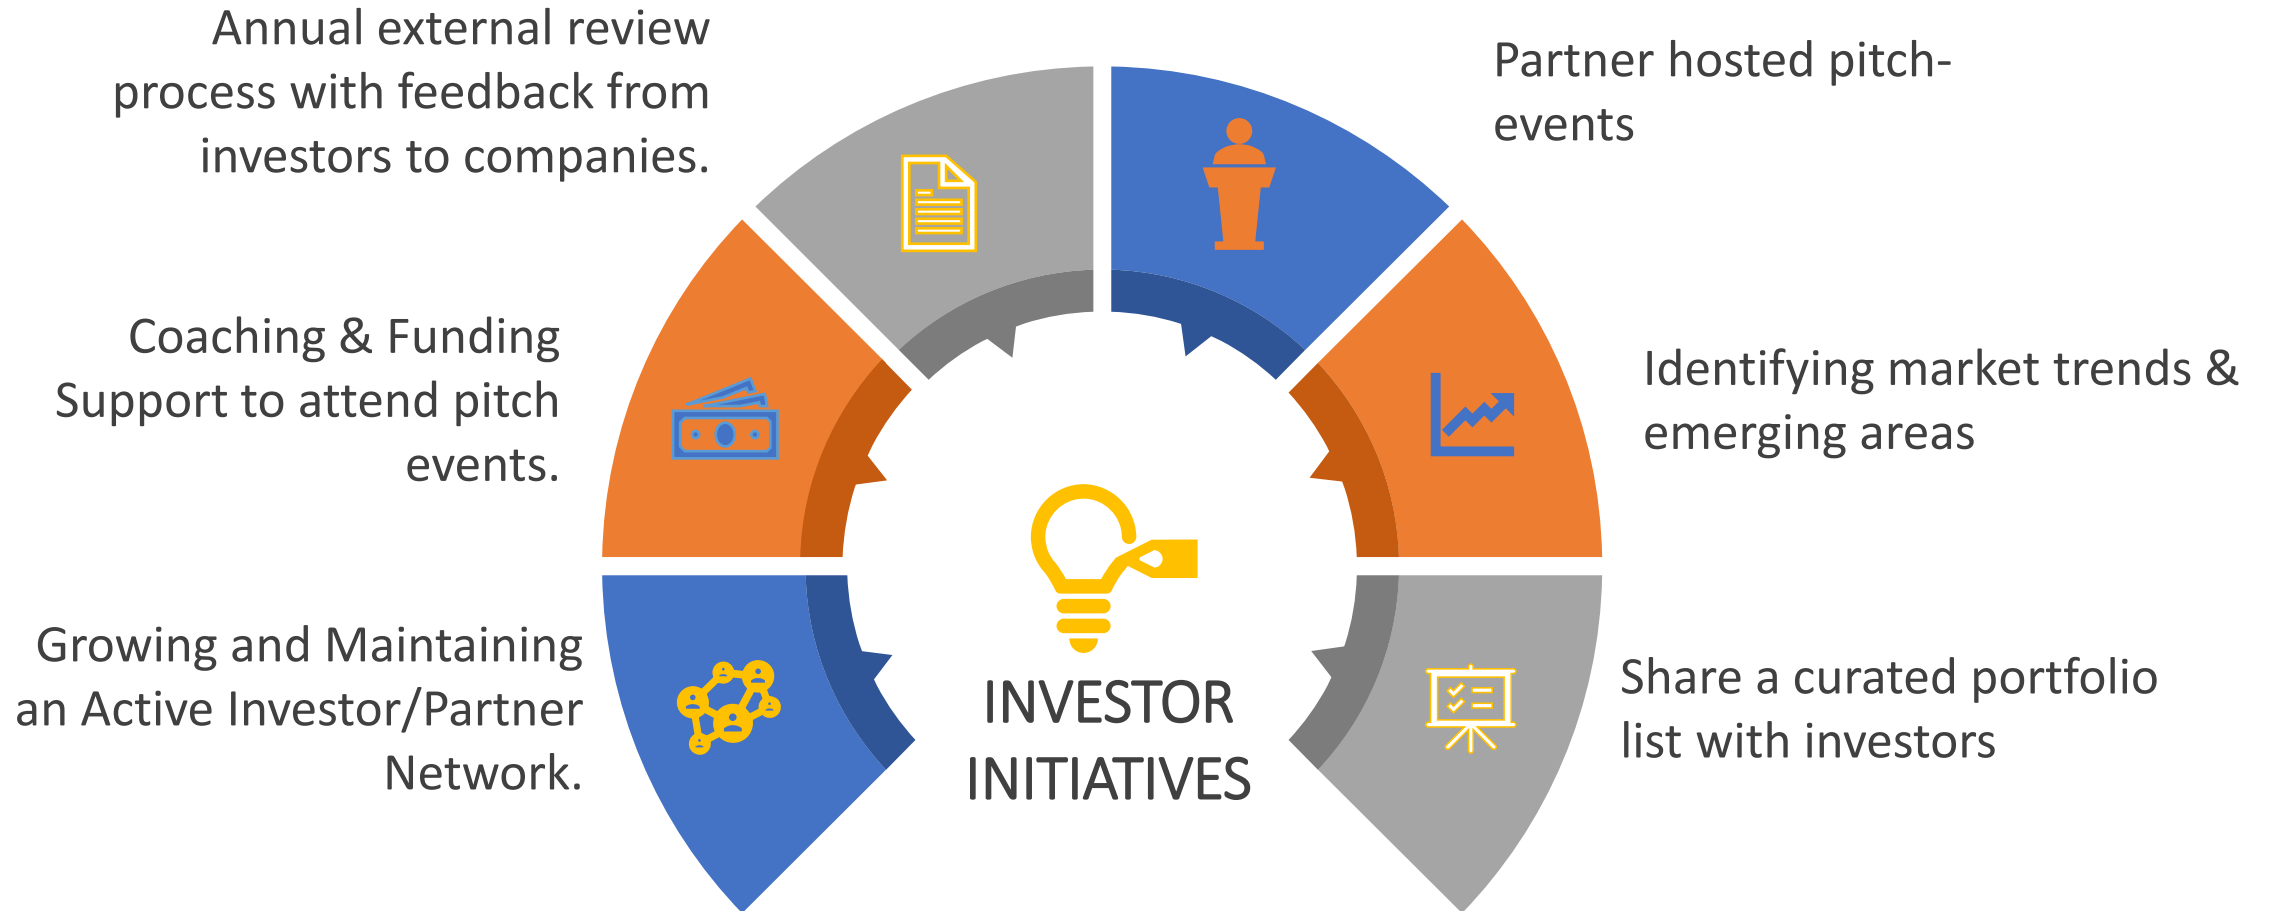 Annual external review
process with feedback from
investors to companies.
Partner hosted pitch-
events
Coaching & Funding
Support to attend pitch
events.
Identifying market trends &
emerging areas
Growing and Maintaining
an Active Investor/Partner
Network.
INVESTOR
INITIATIVES
Share a curated portfolio
list with investors